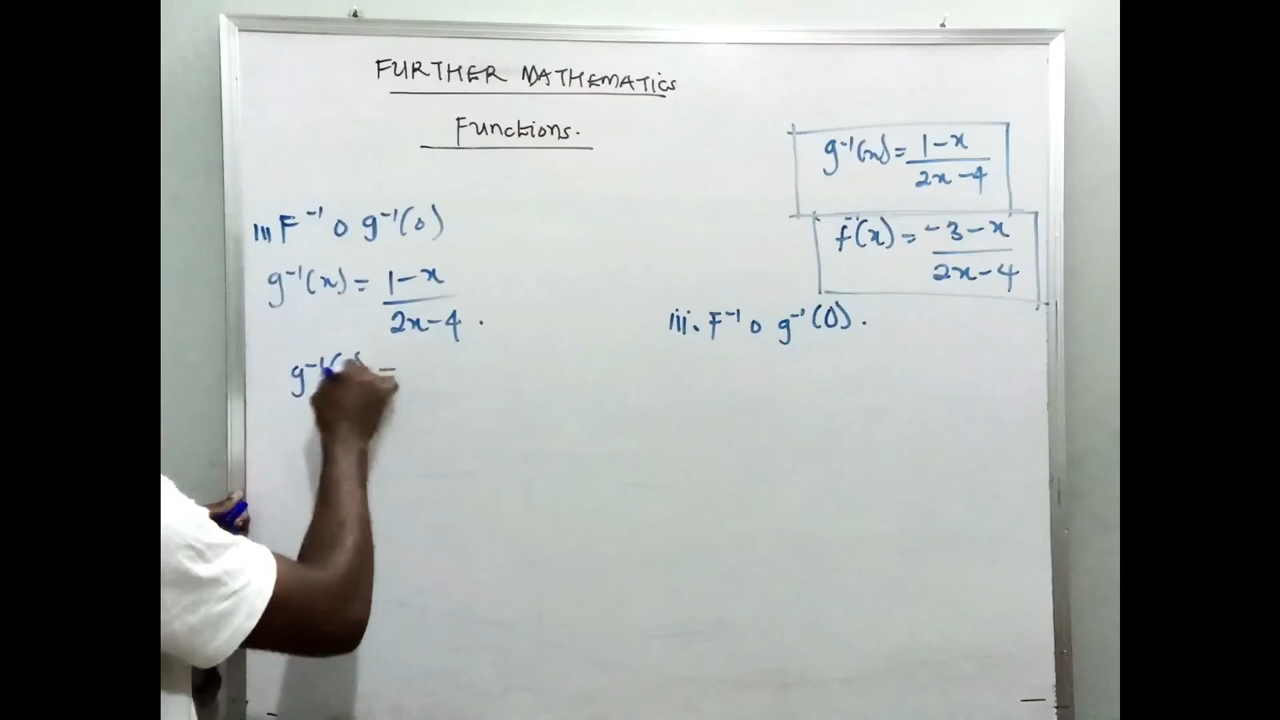 FURTHER MATHEMATICS
Functions.
g⁻¹(x) = 1-x / 2x-4
f⁻¹(x) = -3-x / 2x-4
iii F⁻¹ o g⁻¹(0)
g⁻¹(x) = 1-x / 2x-4 .
g⁻¹( =
iii. F⁻¹ o g⁻¹(0).